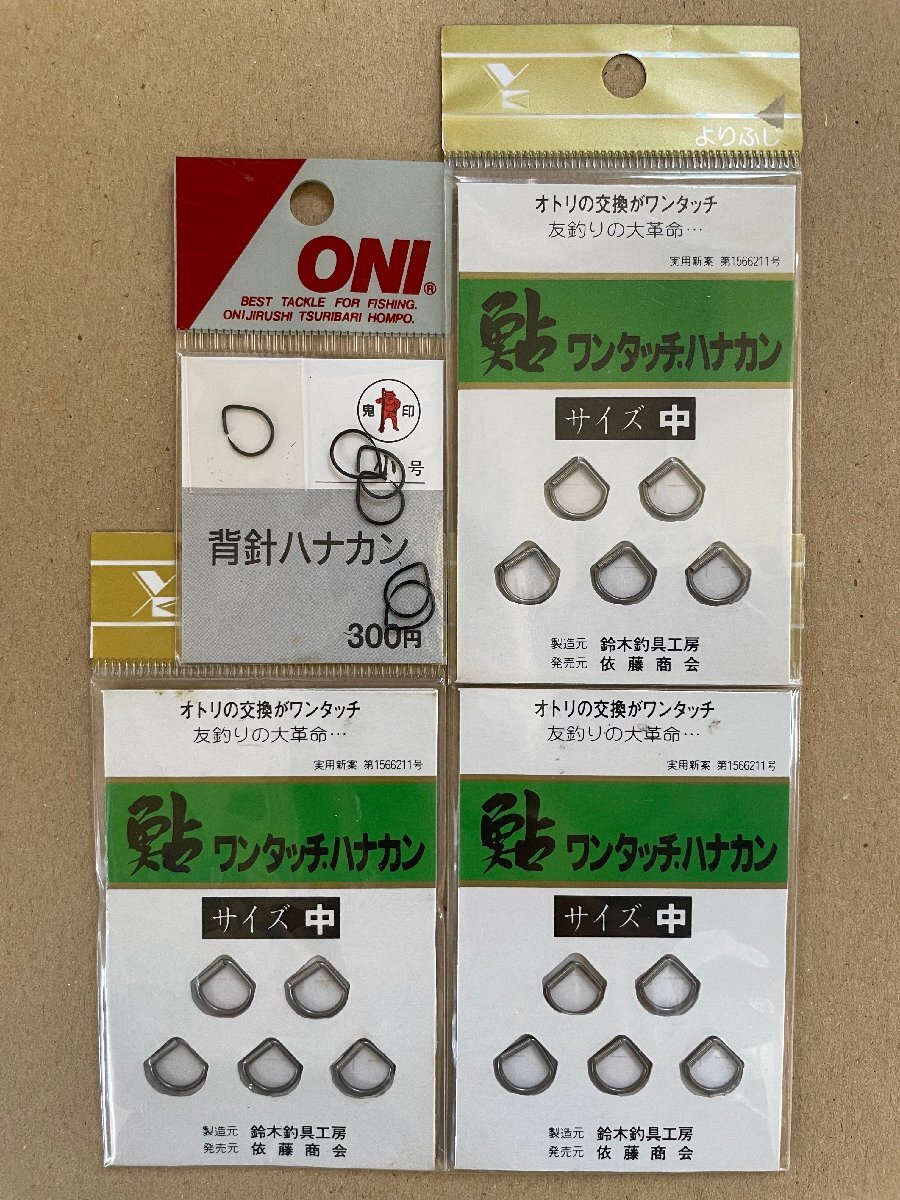 よりふじ
オトリの交換がワンタッチ
友釣りの大革命…
実用新案 第1566211号
鮎 ワンタッチ・ハナカン
サイズ 中
製造元 鈴木釣具工房
発売元 依藤商会
ONI®
BEST TACKLE FOR FISHING.
ONIJIRUSHI TSURIBARI HOMPO.
鬼印
小号
背針ハナカン
300円
オトリの交換がワンタッチ
友釣りの大革命…
実用新案 第1566211号
鮎 ワンタッチ・ハナカン
サイズ 中
製造元 鈴木釣具工房
発売元 依藤商会
オトリの交換がワンタッチ
友釣りの大革命…
実用新案 第1566211号
鮎 ワンタッチ・ハナカン
サイズ 中
製造元 鈴木釣具工房
発売元 依藤商会